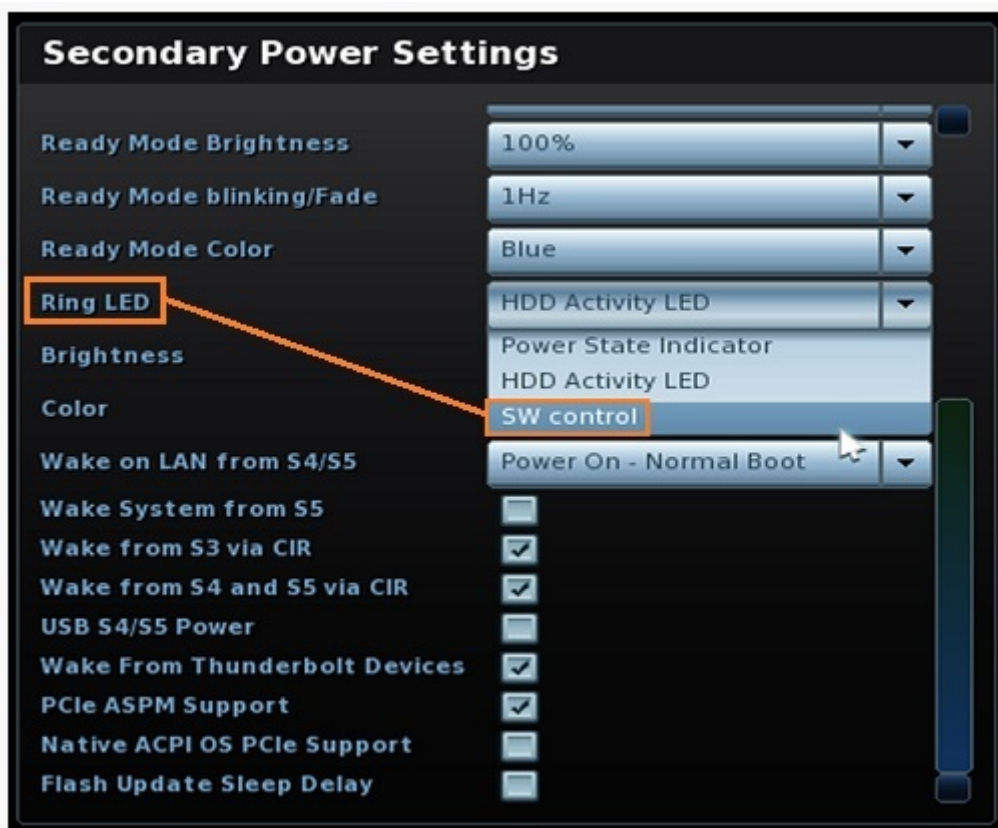 Secondary Power Settings
Ready Mode Brightness 100%
Ready Mode blinking/Fade 1Hz
Ready Mode Color Blue
Ring LED HDD Activity LED
Power State Indicator
Brightness
HDD Activity LED
Color SW control
Wake on LAN from S4/S5 Power On - Normal Boot
Wake System from S5
Wake from S3 via CIR
Wake from S4 and S5 via CIR
USB S4/S5 Power
Wake From Thunderbolt Devices
PCIe ASPM Support
Native ACPI OS PCIe Support
Flash Update Sleep Delay